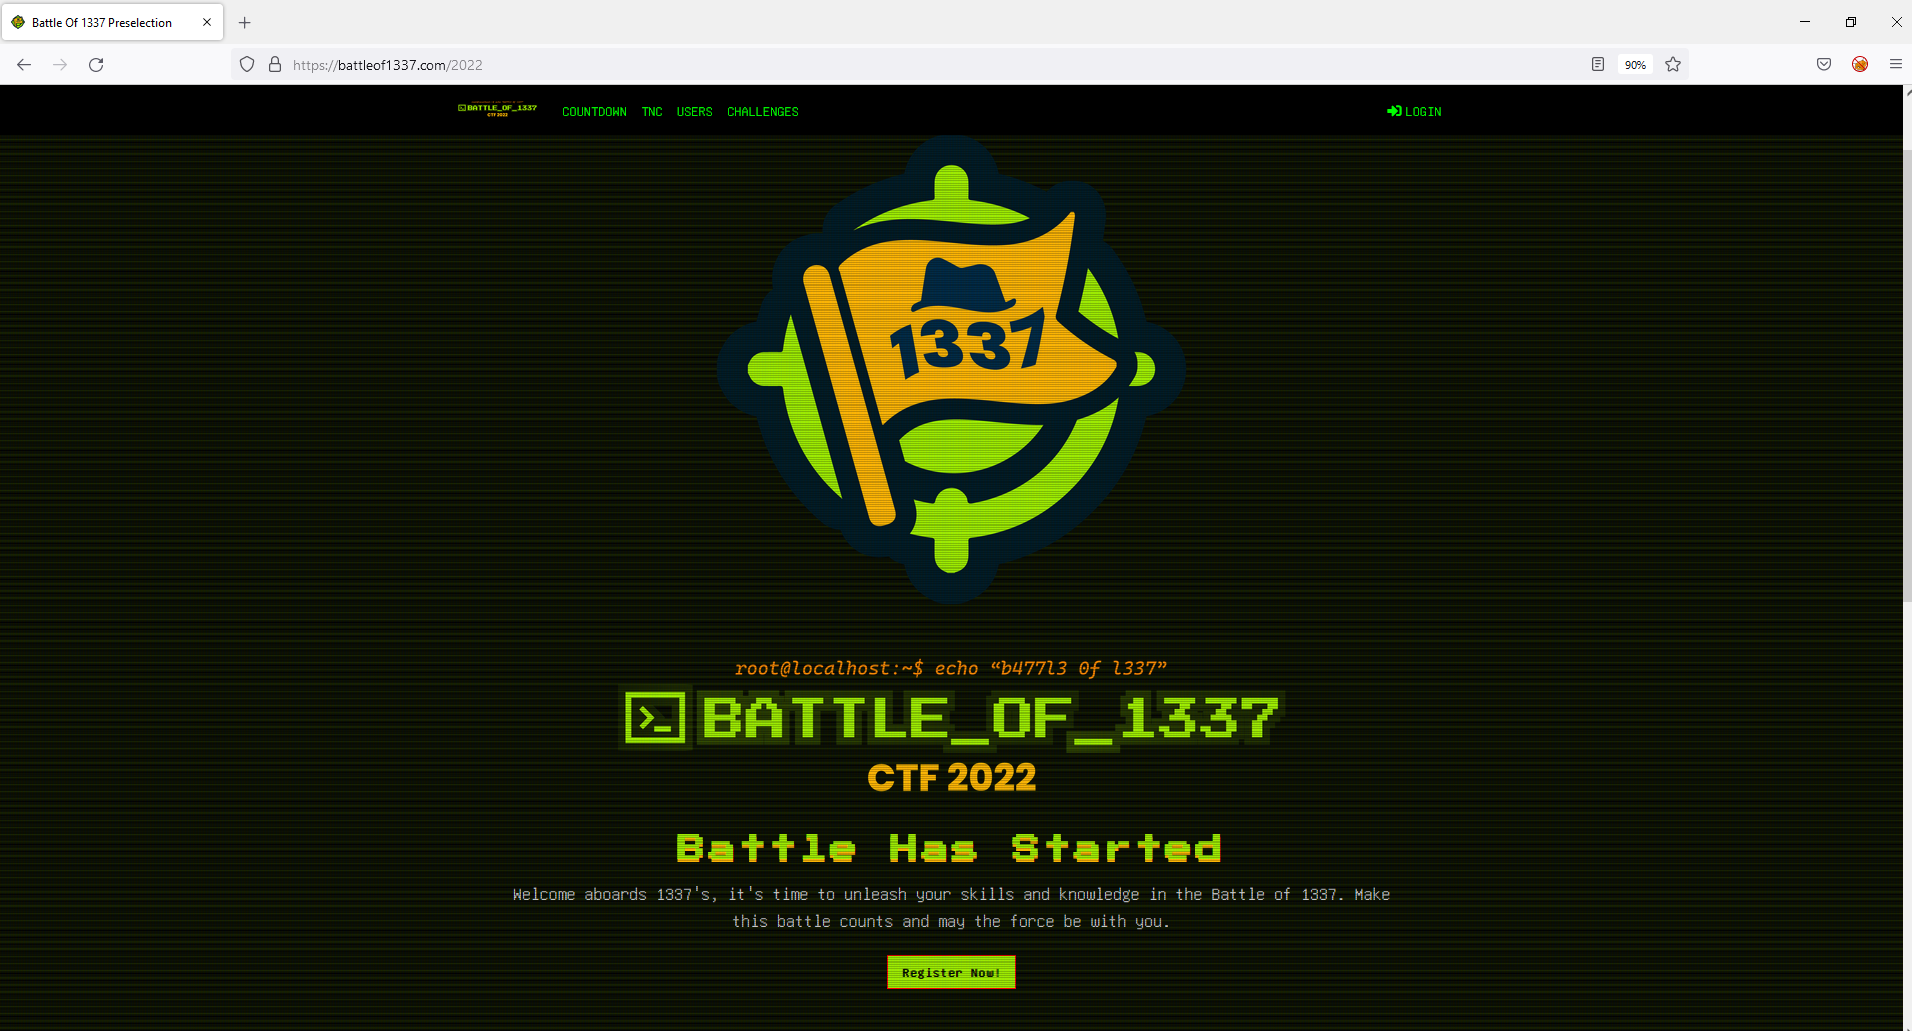 Battle Of 1337 Preselection
https://battleof1337.com/2022
90%
BATTLE_OF_1337
CTF 2022
COUNTDOWN TNC USERS CHALLENGES
LOGIN
1337
root@localhost:~$ echo “b477l3 0f l337”
>_ BATTLE_OF_1337
CTF 2022
Battle Has Started
Welcome aboards 1337's, it's time to unleash your skills and knowledge in the Battle of 1337. Make
this battle counts and may the force be with you.
Register Now!